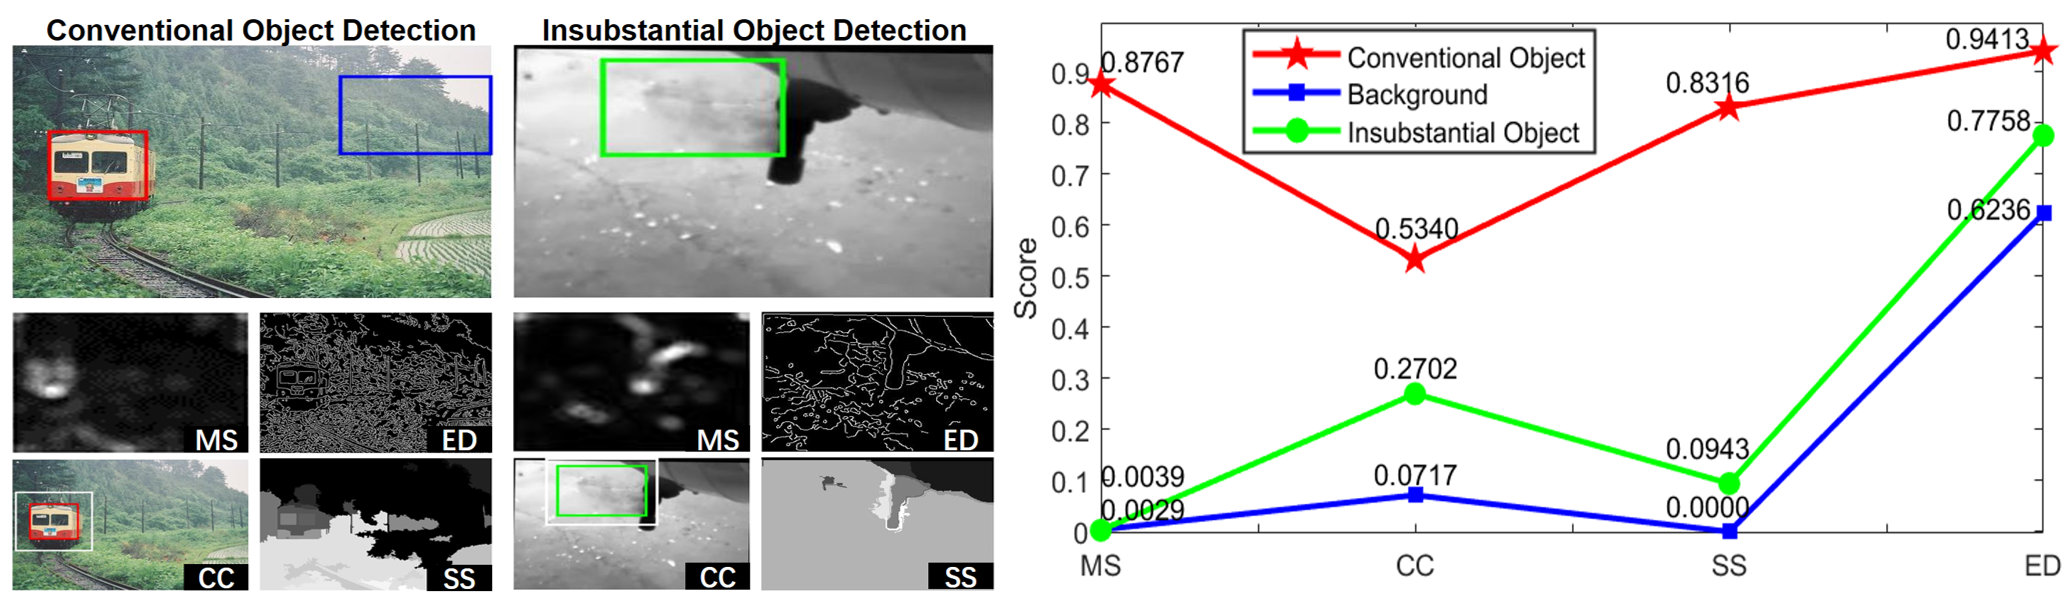 Conventional Object Detection
Insubstantial Object Detection
MS
ED
MS
ED
CC
SS
CC
SS
Score
0.9
0.8
0.7
0.6
0.5
0.4
0.3
0.2
0.1
0
Conventional Object
Background
Insubstantial Object
0.8767
0.5340
0.8316
0.9413
0.7758
0.6236
0.2702
0.0943
0.0039
0.0717
0.0029
0.0000
MS
CC
SS
ED